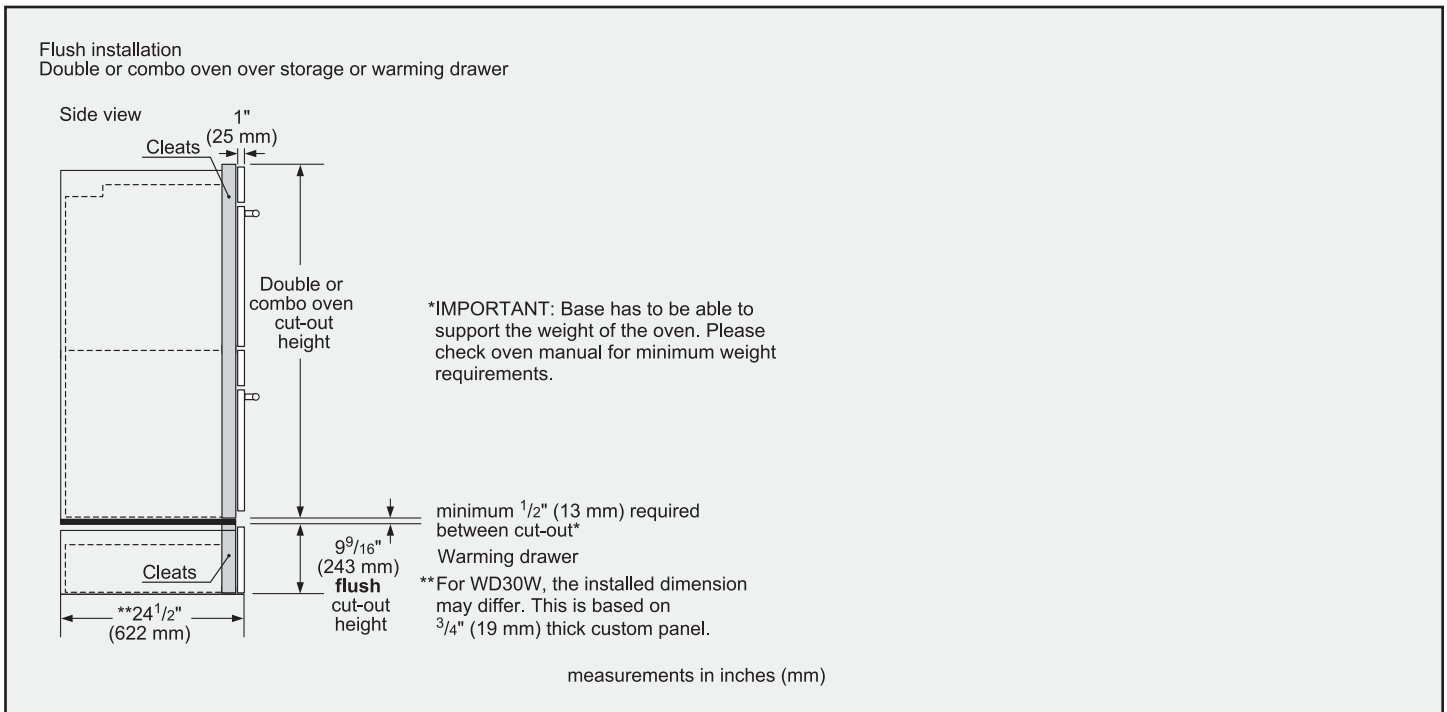 Flush installation
Double or combo oven over storage or warming drawer
Side view
1"
(25 mm)
Cleats
Double or
combo oven
cut-out
height
*IMPORTANT: Base has to be able to
support the weight of the oven. Please
check oven manual for minimum weight
requirements.
minimum 1/2" (13 mm) required
between cut-out*
9 9/16"
(243 mm)
flush
cut-out
height
Warming drawer
Cleats
**For WD30W, the installed dimension
may differ. This is based on
3/4" (19 mm) thick custom panel.
**24 1/2"
(622 mm)
measurements in inches (mm)